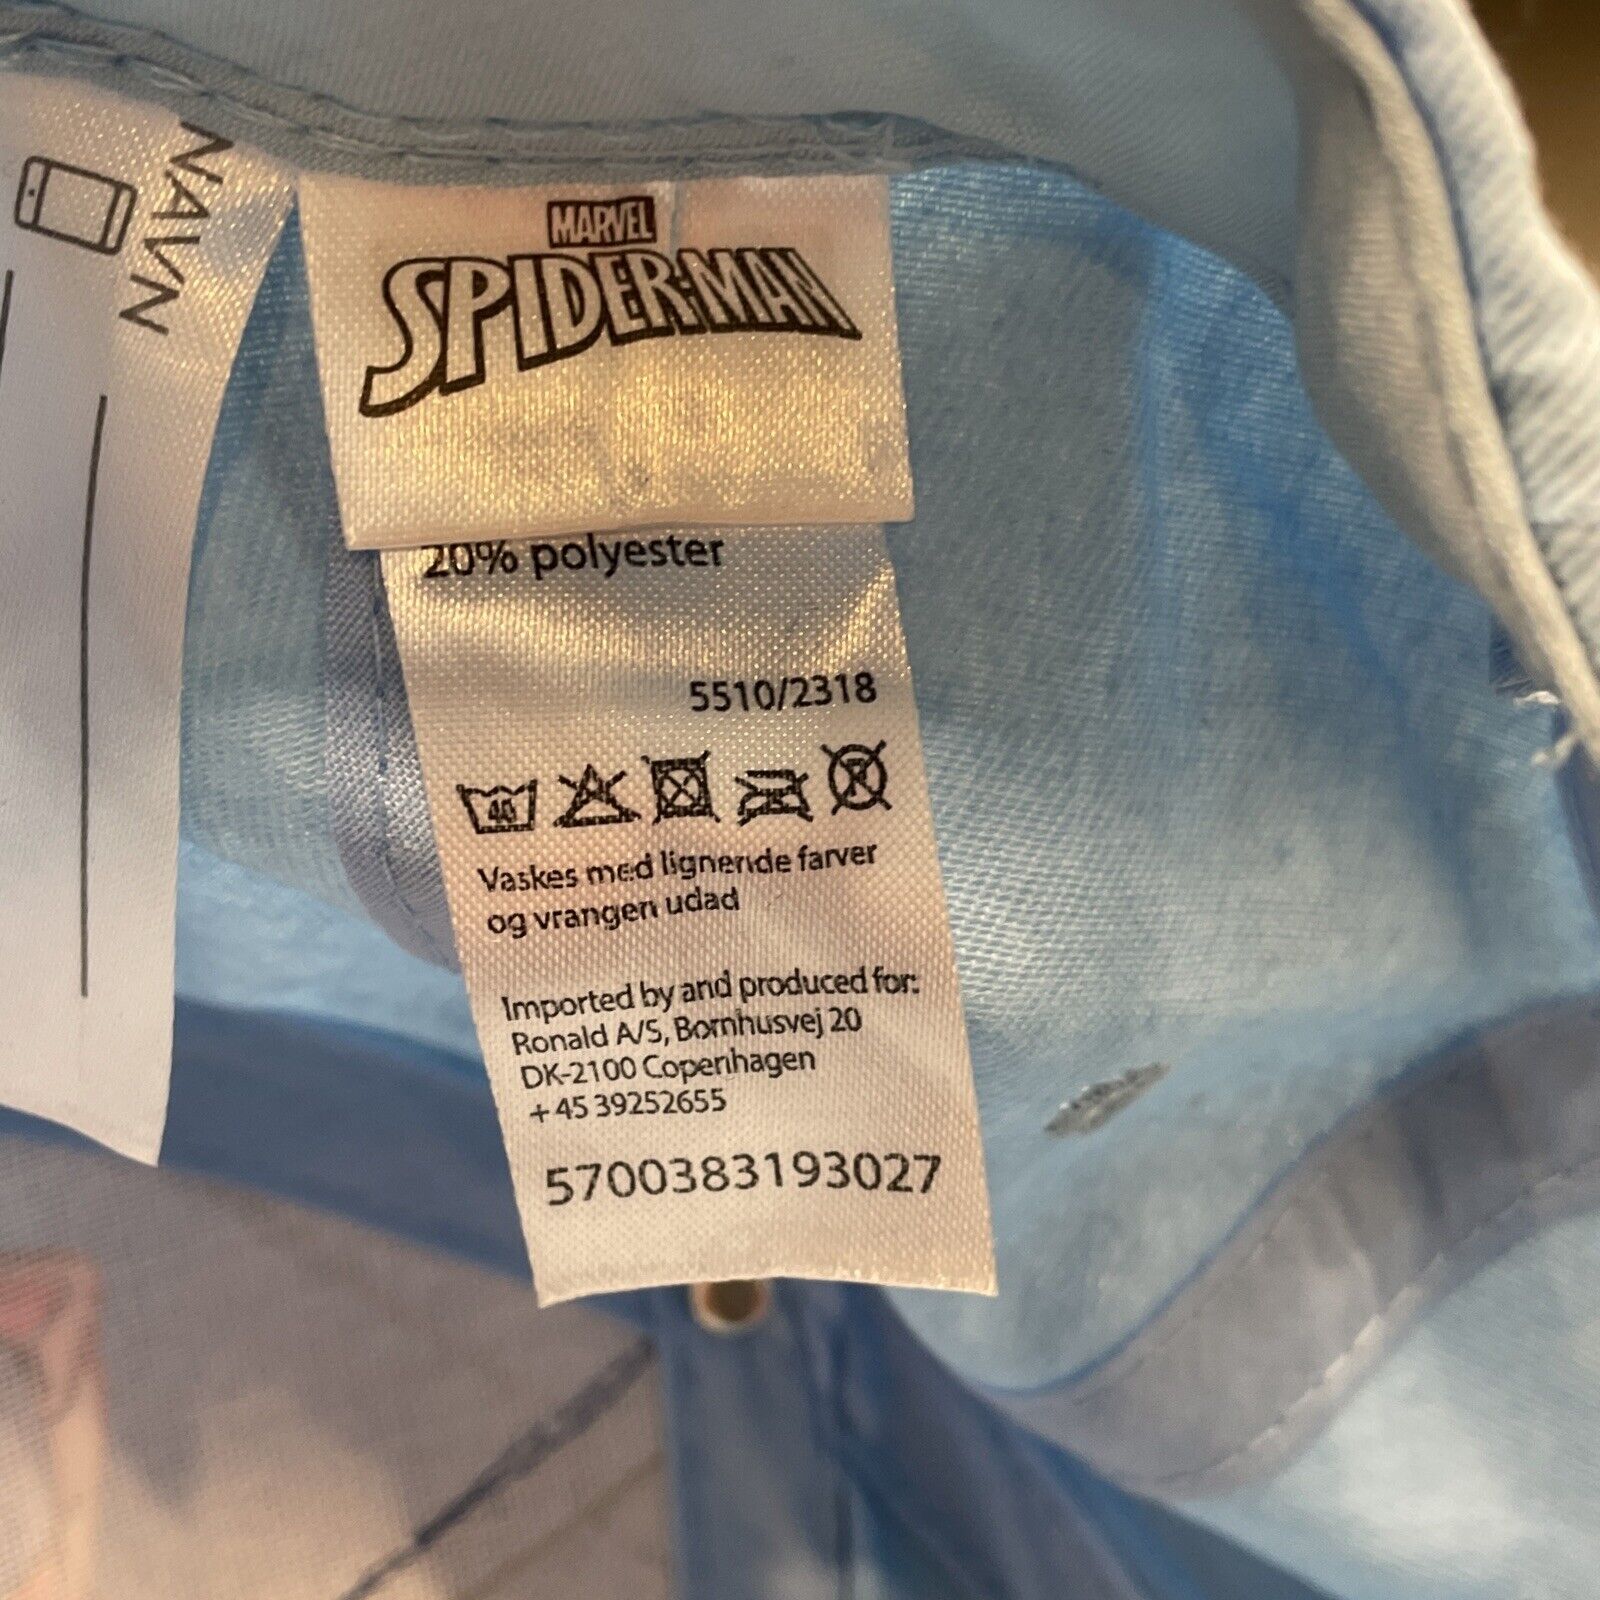 NAVN
MARVEL
SPIDER-MAN
20% polyester
5510/2318
40
Vaskes med lignende farver
og vrangen udad
Imported by and produced for:
Ronald A/S, Bornhusvej 20
DK-2100 Copenhagen
+45 39252655
5700383193027